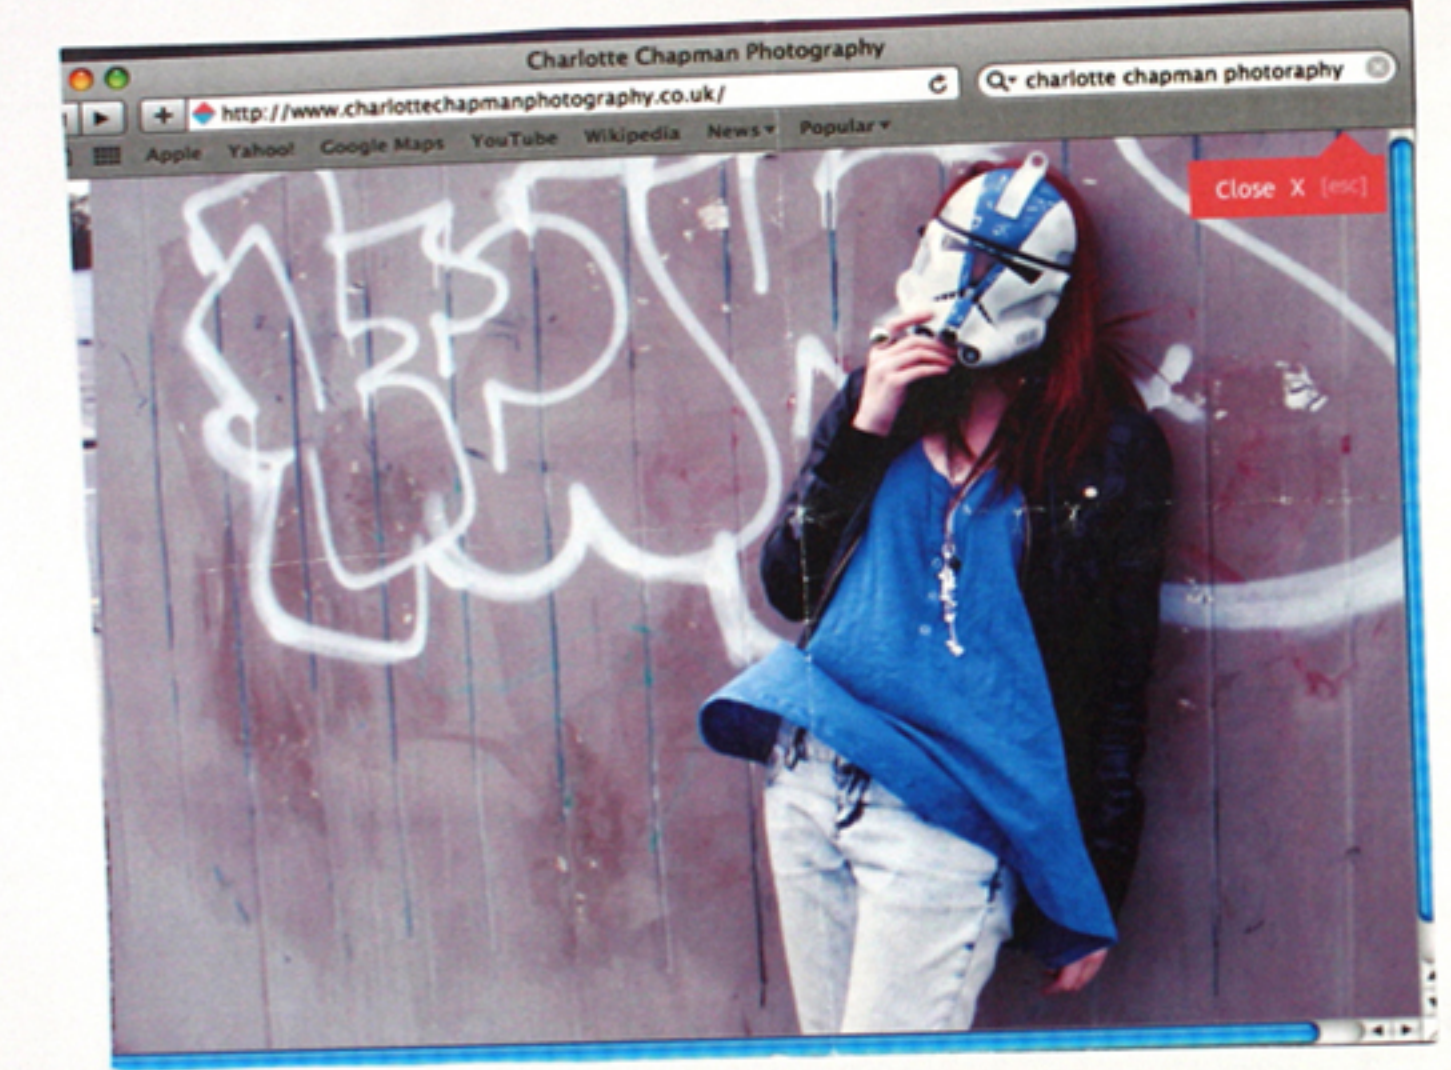 Charlotte Chapman Photography
http://www.charlottechapmanphotography.co.uk/
charlotte chapman photoraphy
Apple Yahoo! Google Maps YouTube Wikipedia News Popular
Close X [esc]